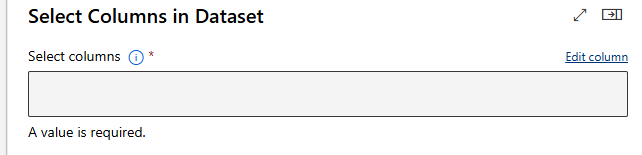 Select Columns in Dataset
Select columns * Edit column
A value is required.